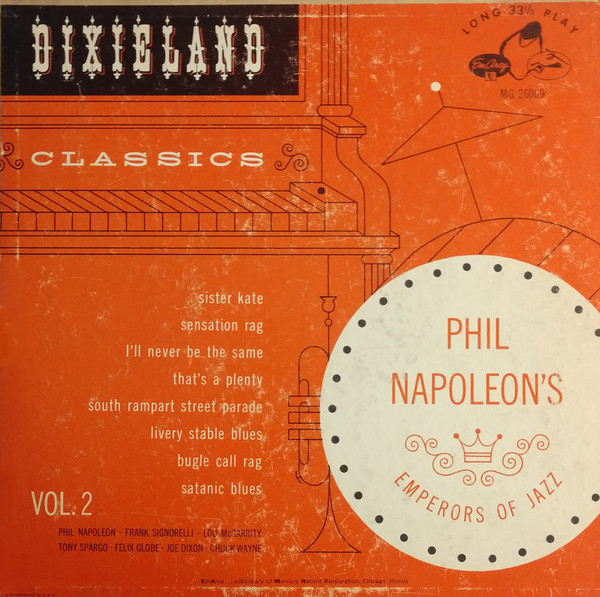 DIXIELAND
LONG 33⅓ PLAY
EmArcy
MG 26009
CLASSICS
sister kate
sensation rag
I'll never be the same
that's a plenty
south rampart street parade
livery stable blues
bugle call rag
satanic blues
PHIL
NAPOLEON'S
EMPERORS OF JAZZ
VOL. 2
PHIL NAPOLEON · FRANK SIGNORELLI · LOU McGARRITY
TONY SPARGO · FELIX GLOBE · JOE DIXON · CHUCK WAYNE
EmArcy subsidiary of Mercury Record Corporation, Chicago, Illinois